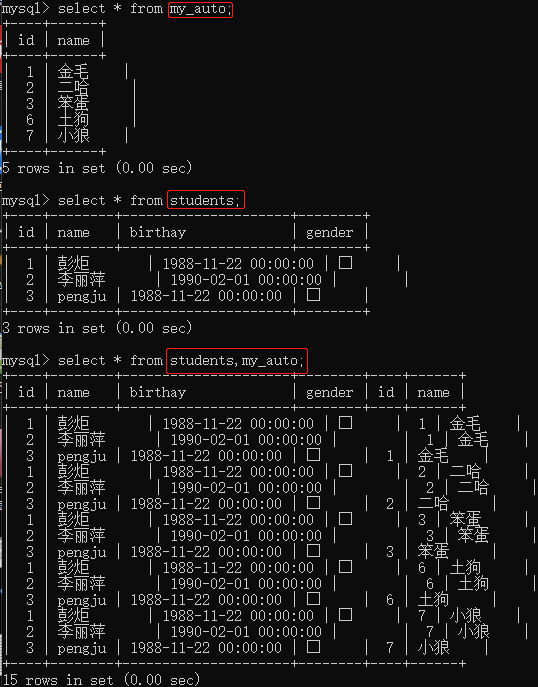 mysql> select * from my_auto;
+----+------+
| id | name |
+----+------+
| 1 | 金毛 |
| 2 | 二哈 |
| 3 | 笨蛋 |
| 6 | 土狗 |
| 7 | 小狼 |
+----+------+
5 rows in set (0.00 sec)
mysql> select * from students;
+----+--------+---------------------+--------+
| id | name | birthay | gender |
+----+--------+---------------------+--------+
| 1 | 彭炬 | 1988-11-22 00:00:00 | □ |
| 2 | 李丽萍 | 1990-02-01 00:00:00 | |
| 3 | pengju | 1988-11-22 00:00:00 | □ |
+----+--------+---------------------+--------+
3 rows in set (0.00 sec)
mysql> select * from students,my_auto;
+----+--------+---------------------+--------+----+------+
| id | name | birthay | gender | id | name |
+----+--------+---------------------+--------+----+------+
| 1 | 彭炬 | 1988-11-22 00:00:00 | □ | 1 | 金毛 |
| 2 | 李丽萍 | 1990-02-01 00:00:00 | | 1 | 金毛 |
| 3 | pengju | 1988-11-22 00:00:00 | □ | 1 | 金毛 |
| 1 | 彭炬 | 1988-11-22 00:00:00 | □ | 2 | 二哈 |
| 2 | 李丽萍 | 1990-02-01 00:00:00 | | 2 | 二哈 |
| 3 | pengju | 1988-11-22 00:00:00 | □ | 2 | 二哈 |
| 1 | 彭炬 | 1988-11-22 00:00:00 | □ | 3 | 笨蛋 |
| 2 | 李丽萍 | 1990-02-01 00:00:00 | | 3 | 笨蛋 |
| 3 | pengju | 1988-11-22 00:00:00 | □ | 3 | 笨蛋 |
| 1 | 彭炬 | 1988-11-22 00:00:00 | □ | 6 | 土狗 |
| 2 | 李丽萍 | 1990-02-01 00:00:00 | | 6 | 土狗 |
| 3 | pengju | 1988-11-22 00:00:00 | □ | 6 | 土狗 |
| 1 | 彭炬 | 1988-11-22 00:00:00 | □ | 7 | 小狼 |
| 2 | 李丽萍 | 1990-02-01 00:00:00 | | 7 | 小狼 |
| 3 | pengju | 1988-11-22 00:00:00 | □ | 7 | 小狼 |
+----+--------+---------------------+--------+----+------+
15 rows in set (0.00 sec)